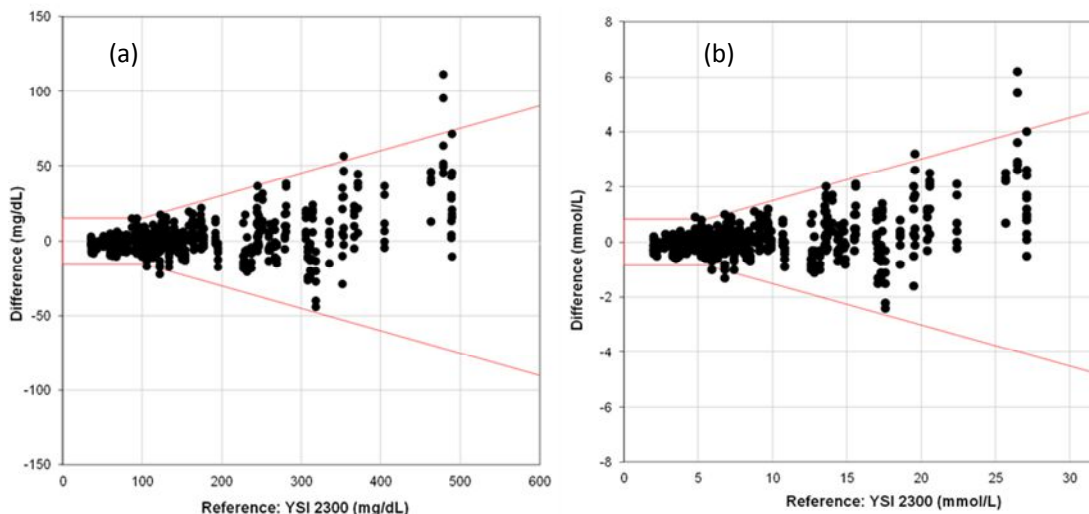 (a)
150
100
50
0
-50
-100
-150
Difference (mg/dL)
0 100 200 300 400 500 600
Reference: YSI 2300 (mg/dL)
(b)
8
6
4
2
0
-2
-4
-6
-8
Difference (mmol/L)
0 5 10 15 20 25 30
Reference: YSI 2300 (mmol/L)